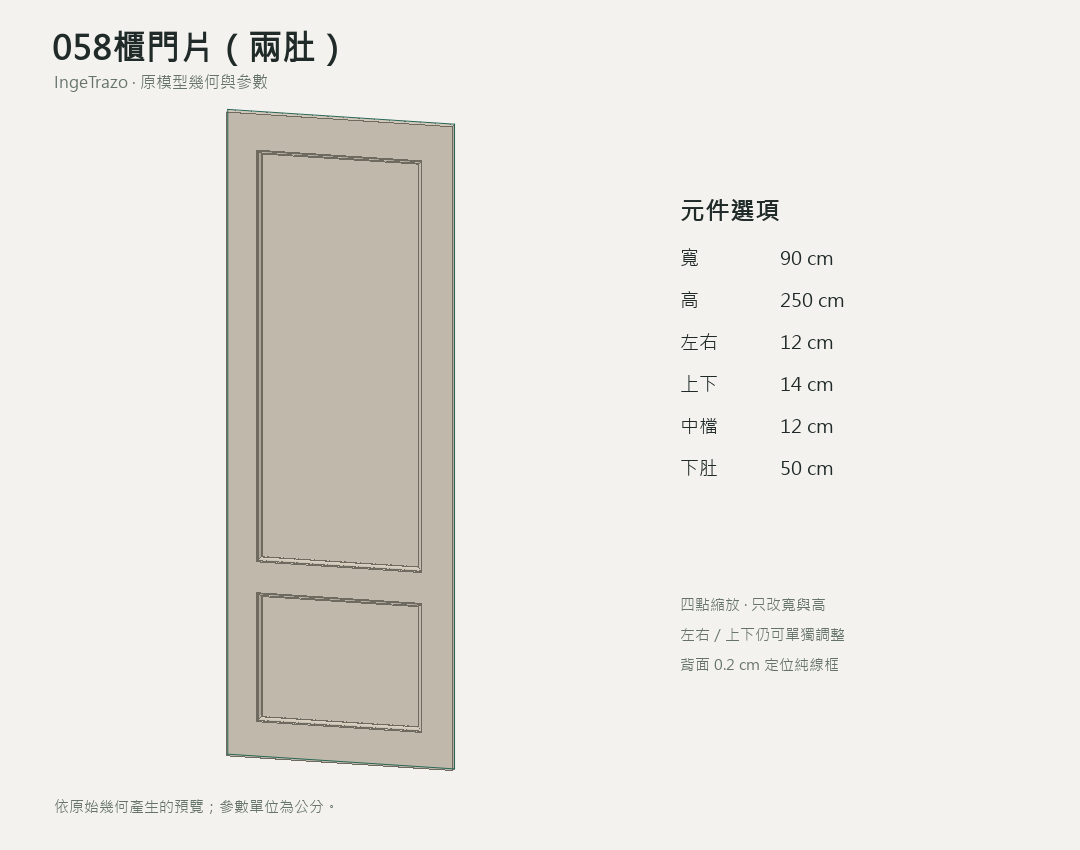 058櫃門片（兩肚）
IngeTrazo · 原模型幾何與參數
元件選項
寬 90 cm
高 250 cm
左右 12 cm
上下 14 cm
中檔 12 cm
下肚 50 cm
四點縮放 · 只改寬與高
左右 / 上下仍可單獨調整
背面 0.2 cm 定位純線框
依原始幾何產生的預覽；參數單位為公分。